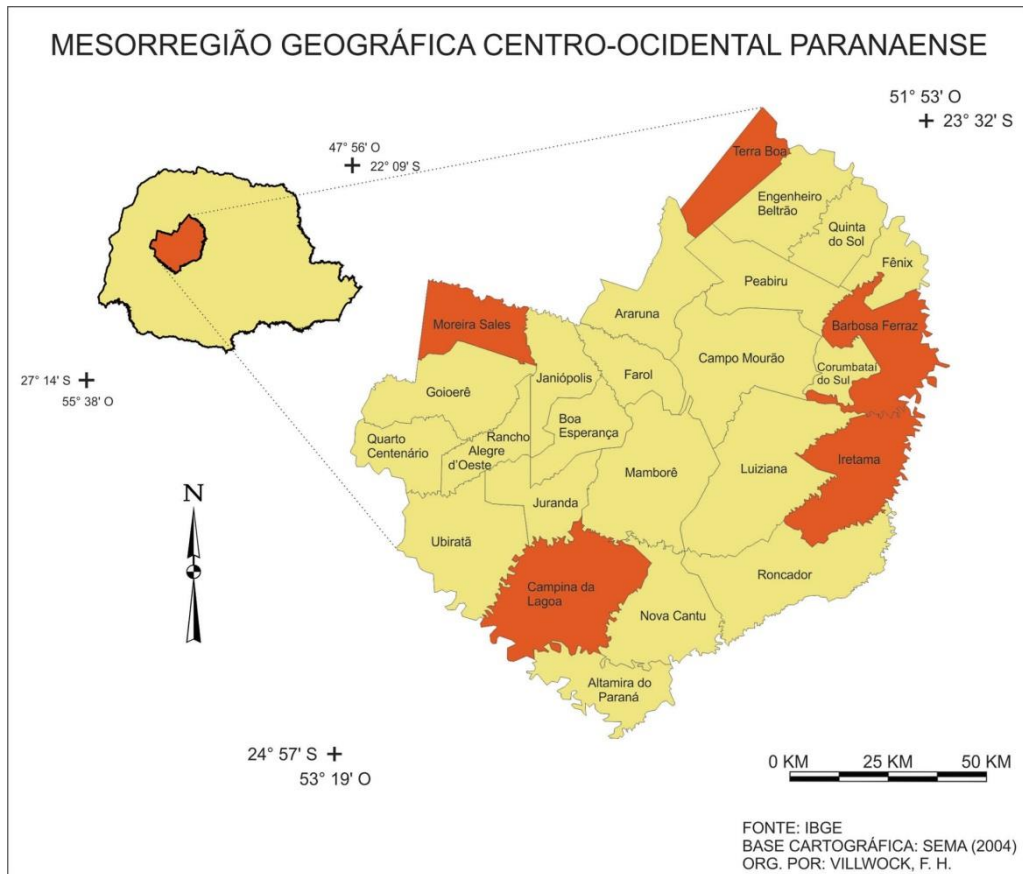 MESORREGIÃO GEOGRÁFICA CENTRO-OCIDENTAL PARANAENSE
51° 53' O
23° 32' S
47° 56' O
22° 09' S
Terra Boa
Engenheiro
Beltrão
Quinta
do Sol
Fênix
Peabiru
Araruna
Barbosa Ferraz
Moreira Sales
Campo Mourão
Corumbataí
do Sul
Farol
Janiópolis
27° 14' S
55° 38' O
Goioerê
Boa
Esperança
Quarto
Centenário
Rancho
Alegre
d'Oeste
Iretama
Luiziana
Mamborê
N
Juranda
Ubiratã
Roncador
Campina da
Lagoa
Nova Cantu
Altamira do
Paraná
24° 57' S
53° 19' O
0 KM 25 KM 50 KM
FONTE: IBGE
BASE CARTOGRÁFICA: SEMA (2004)
ORG. POR: VILLWOCK, F. H.